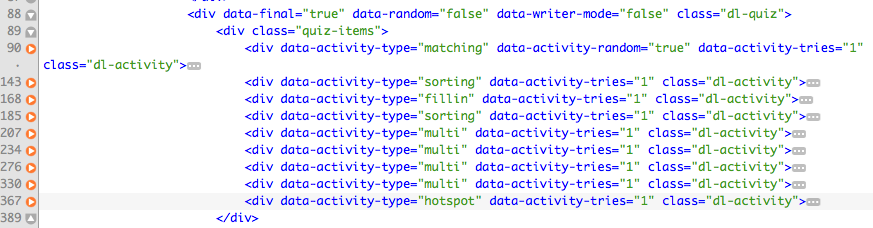 88 <div data-final="true" data-random="false" data-writer-mode="false" class="dl-quiz">
89 <div class="quiz-items">
90 <div data-activity-type="matching" data-activity-random="true" data-activity-tries="1"
class="dl-activity">
143 <div data-activity-type="sorting" data-activity-tries="1" class="dl-activity">
168 <div data-activity-type="fillin" data-activity-tries="1" class="dl-activity">
185 <div data-activity-type="sorting" data-activity-tries="1" class="dl-activity">
207 <div data-activity-type="multi" data-activity-tries="1" class="dl-activity">
234 <div data-activity-type="multi" data-activity-tries="1" class="dl-activity">
276 <div data-activity-type="multi" data-activity-tries="1" class="dl-activity">
330 <div data-activity-type="multi" data-activity-tries="1" class="dl-activity">
367 <div data-activity-type="hotspot" data-activity-tries="1" class="dl-activity">
389 </div>